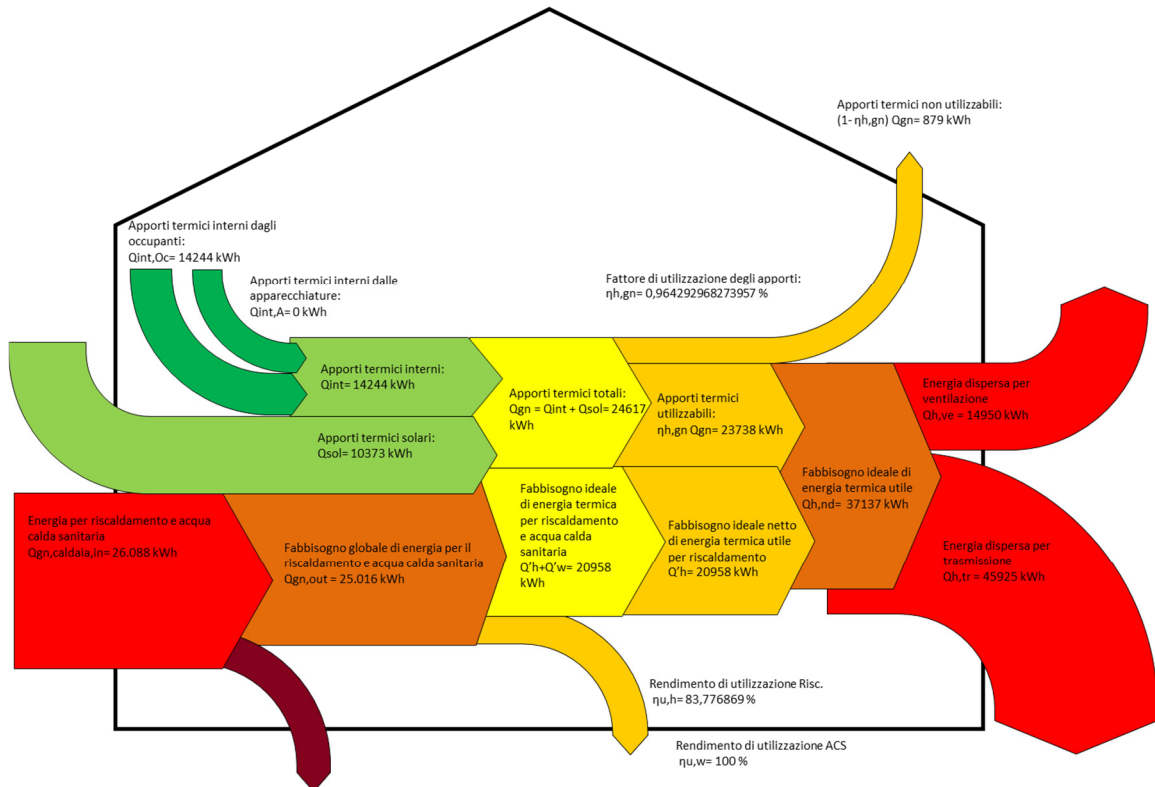 Apporti termici non utilizzabili:
(1- ηh,gn) Qgn= 879 kWh
Apporti termici interni dagli
occupanti:
Qint,Oc= 14244 kWh
Apporti termici interni dalle
apparecchiature:
Qint,A= 0 kWh
Fattore di utilizzazione degli apporti:
ηh,gn= 0,964292968273957 %
Apporti termici interni:
Qint= 14244 kWh
Apporti termici totali:
Qgn = Qint + Qsol= 24617
kWh
Apporti termici
utilizzabili:
ηh,gn Qgn= 23738 kWh
Energia dispersa per
ventilazione
Qh,ve = 14950 kWh
Apporti termici solari:
Qsol= 10373 kWh
Fabbisogno ideale di
energia termica utile
Qh,nd= 37137 kWh
Energia per riscaldamento e acqua
calda sanitaria
Qgn,caldaia,in= 26.088 kWh
Fabbisogno globale di energia per il
riscaldamento e acqua calda sanitaria
Qgn,out = 25.016 kWh
Fabbisogno ideale
di energia termica
per riscaldamento
e acqua calda
sanitaria
Q'h+Q'w= 20958
kWh
Fabbisogno ideale netto
di energia termica utile
per riscaldamento
Q'h= 20958 kWh
Energia dispersa per
trasmissione
Qh,tr = 45925 kWh
Rendimento di utilizzazione Risc.
ηu,h= 83,776869 %
Rendimento di utilizzazione ACS
ηu,w= 100 %